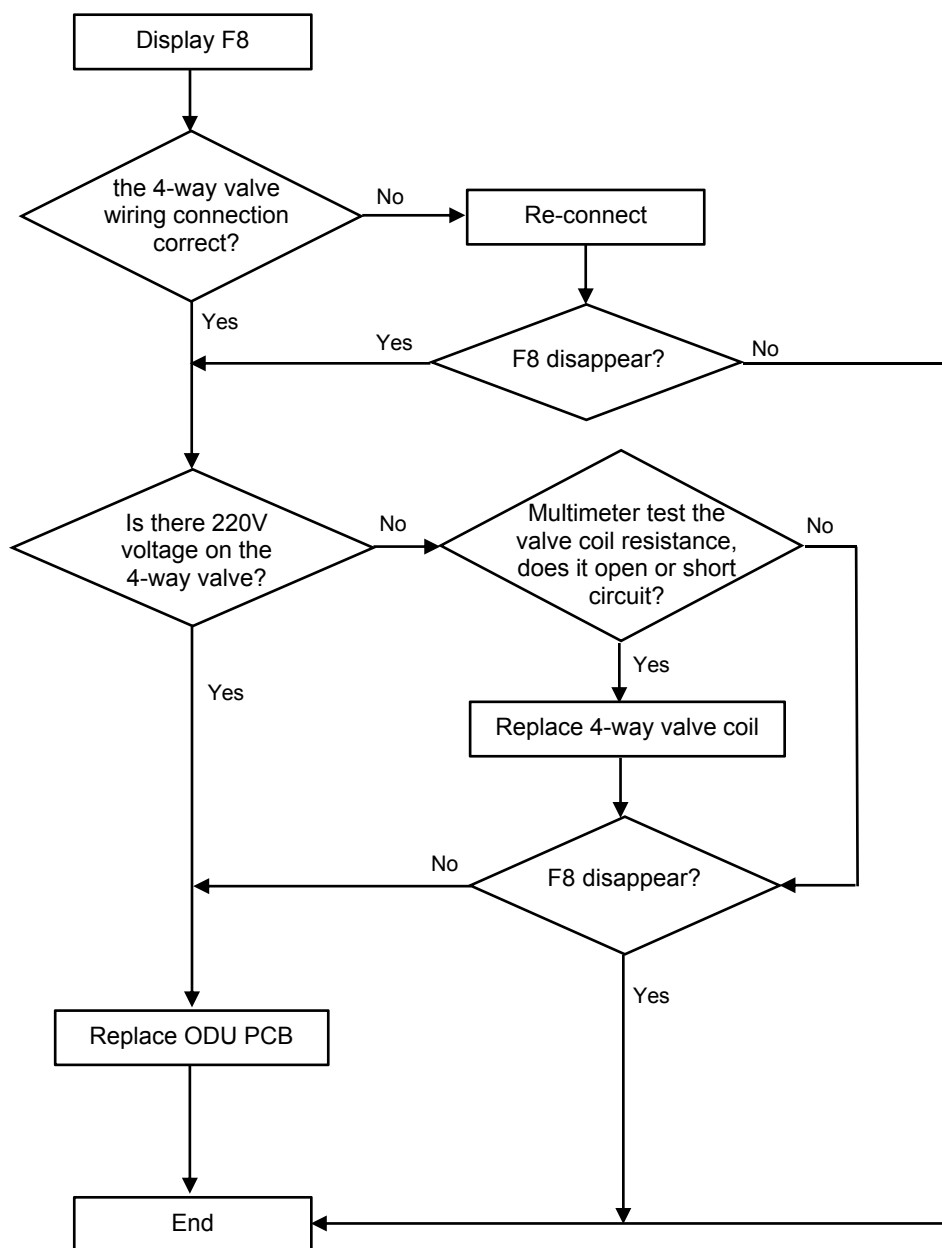 Display F8
the 4-way valve
wiring connection
correct?
No
Re-connect
Yes
Yes
F8 disappear?
No
Is there 220V
voltage on the
4-way valve?
No
Multimeter test the
valve coil resistance,
does it open or short
circuit?
No
Yes
Yes
Replace 4-way valve coil
No
F8 disappear?
Yes
Replace ODU PCB
End